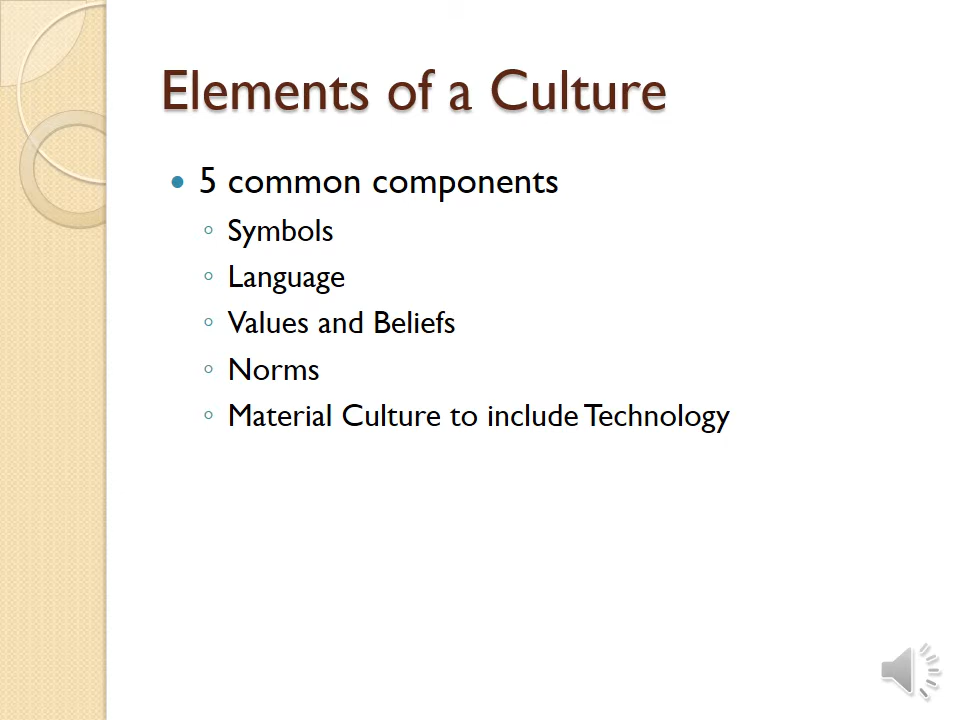 Elements of a Culture
5 common components
Symbols
Language
Values and Beliefs
Norms
Material Culture to include Technology